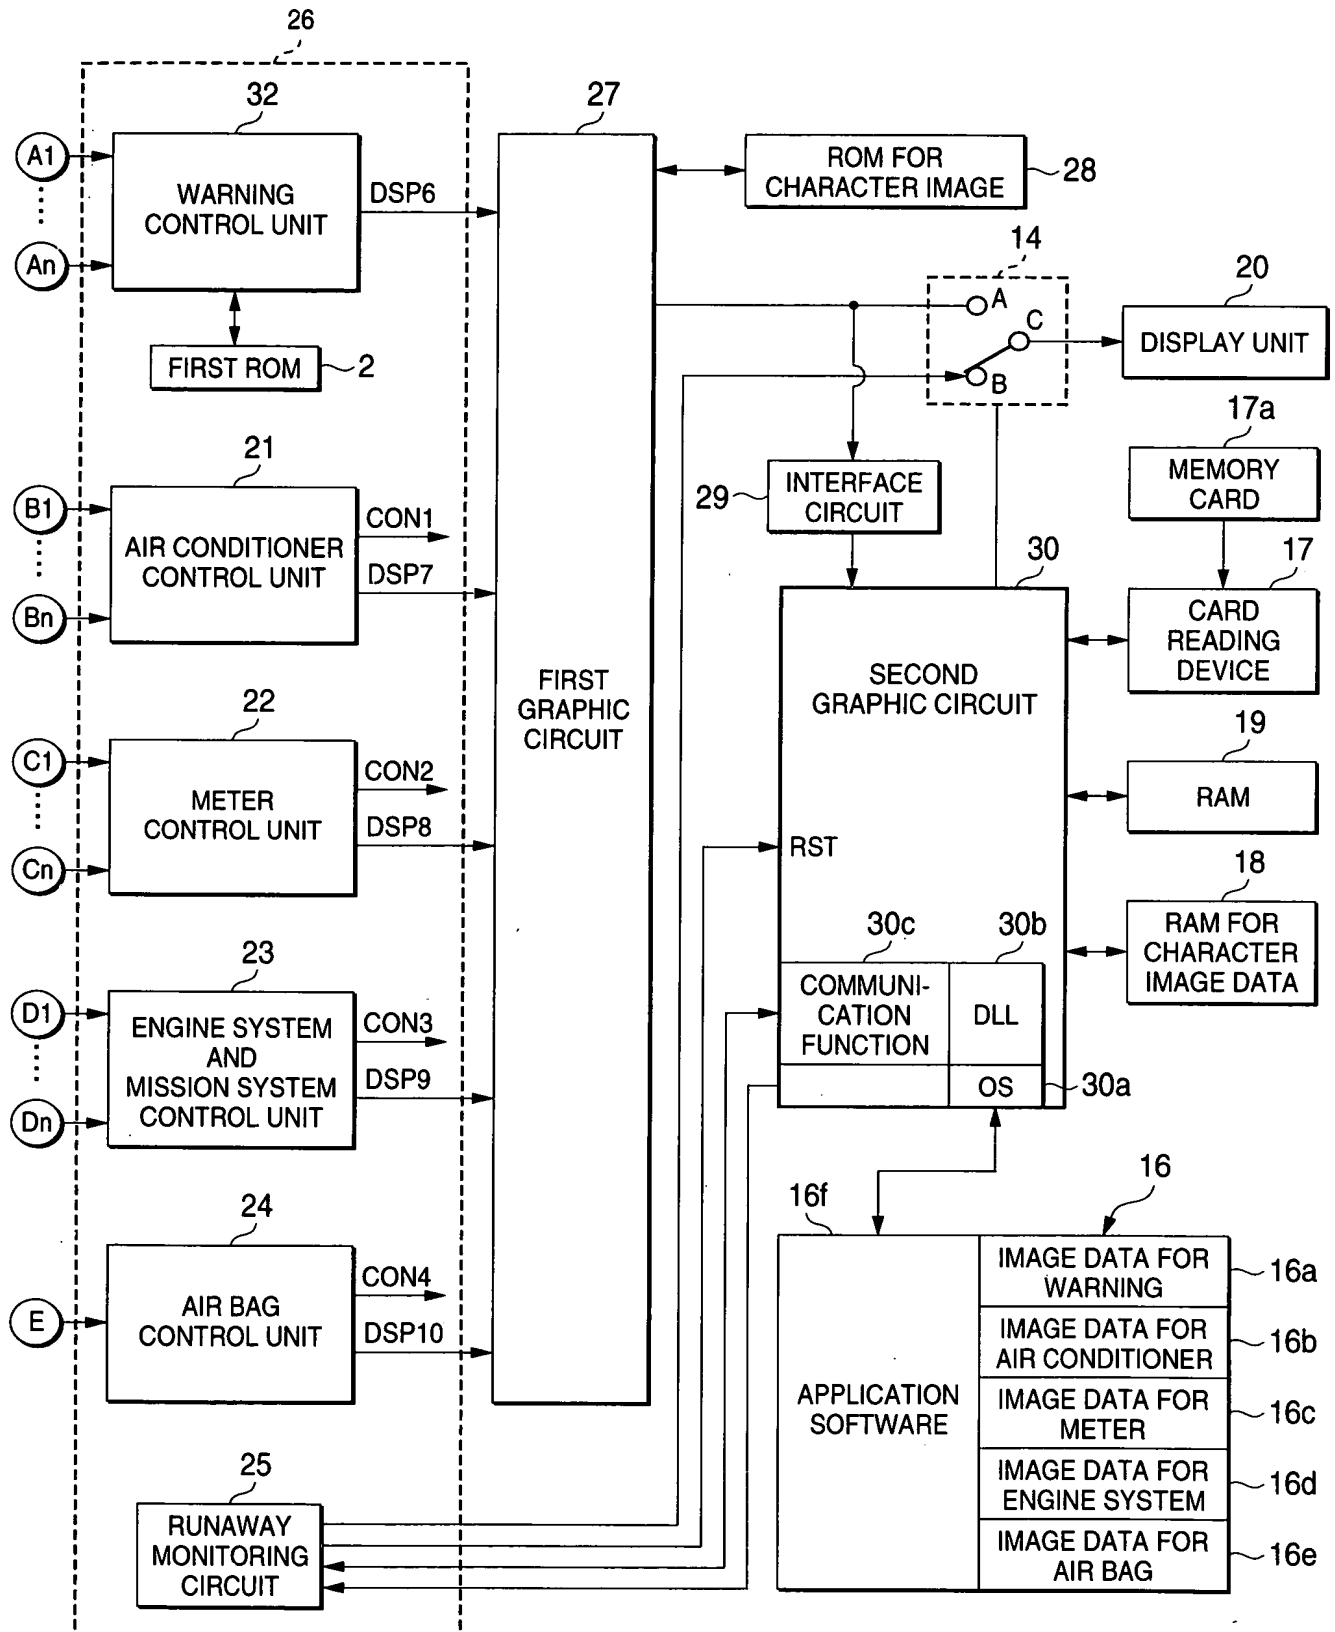 26
32
27
A1
WARNING
CONTROL UNIT
An
DSP6
FIRST ROM
2
ROM FOR
CHARACTER IMAGE
28
14
A
C
B
20
DISPLAY UNIT
17a
MEMORY
CARD
29
INTERFACE
CIRCUIT
21
B1
AIR CONDITIONER
CONTROL UNIT
Bn
CON1
DSP7
30
17
CARD
READING
DEVICE
FIRST
GRAPHIC
CIRCUIT
SECOND
GRAPHIC CIRCUIT
22
C1
METER
CONTROL UNIT
Cn
CON2
DSP8
19
RAM
RST
18
RAM FOR
CHARACTER
IMAGE DATA
30c
30b
COMMUNI-
CATION
FUNCTION
DLL
OS
30a
23
D1
ENGINE SYSTEM
AND
MISSION SYSTEM
CONTROL UNIT
Dn
CON3
DSP9
24
E
AIR BAG
CONTROL UNIT
CON4
DSP10
16f
16
APPLICATION
SOFTWARE
IMAGE DATA FOR
WARNING
16a
IMAGE DATA FOR
AIR CONDITIONER
16b
IMAGE DATA FOR
METER
16c
IMAGE DATA FOR
ENGINE SYSTEM
16d
IMAGE DATA FOR
AIR BAG
16e
25
RUNAWAY
MONITORING
CIRCUIT